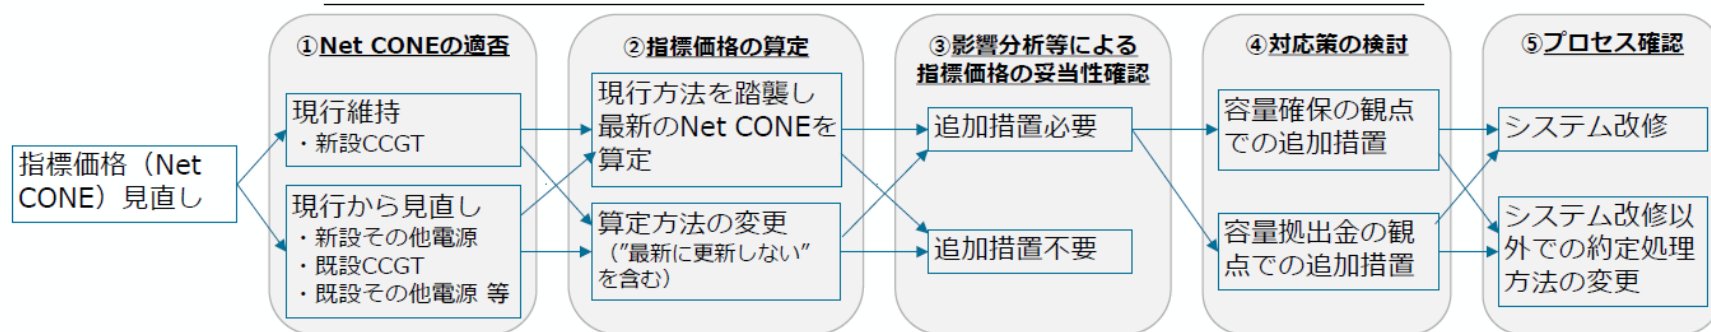 指標価格（Net
CONE）見直し
①Net CONEの適否
現行維持
・新設CCGT
現行から見直し
・新設その他電源
・既設CCGT
・既設その他電源 等
②指標価格の算定
現行方法を踏襲し
最新のNet CONEを
算定
算定方法の変更
（”最新に更新しない”
を含む）
③影響分析等による
指標価格の妥当性確認
追加措置必要
追加措置不要
④対応策の検討
容量確保の観点
での追加措置
容量拠出金の観
点での追加措置
⑤プロセス確認
システム改修
システム改修以
外での約定処理
方法の変更